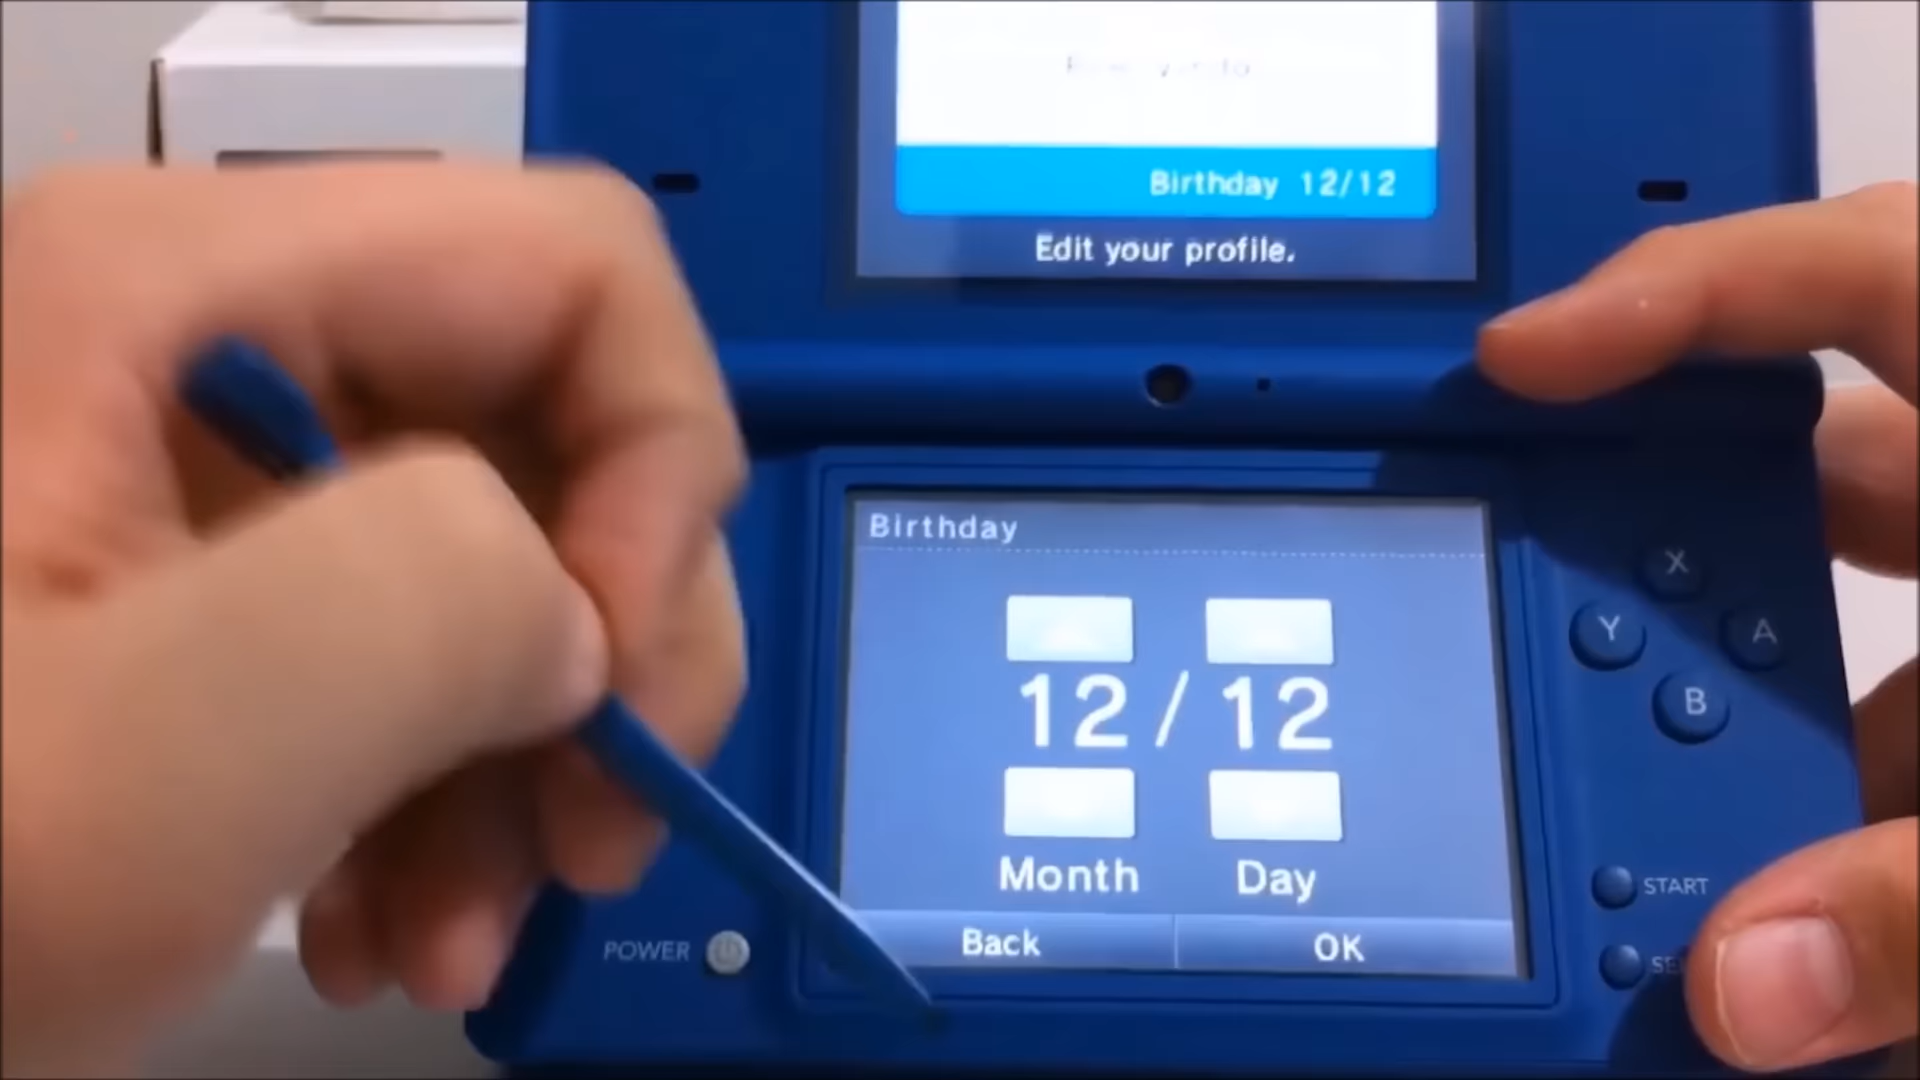 Birthday 12/12
Edit your profile.
Birthday
12 / 12
Month Day
Back OK
X
Y A
B
START
POWER